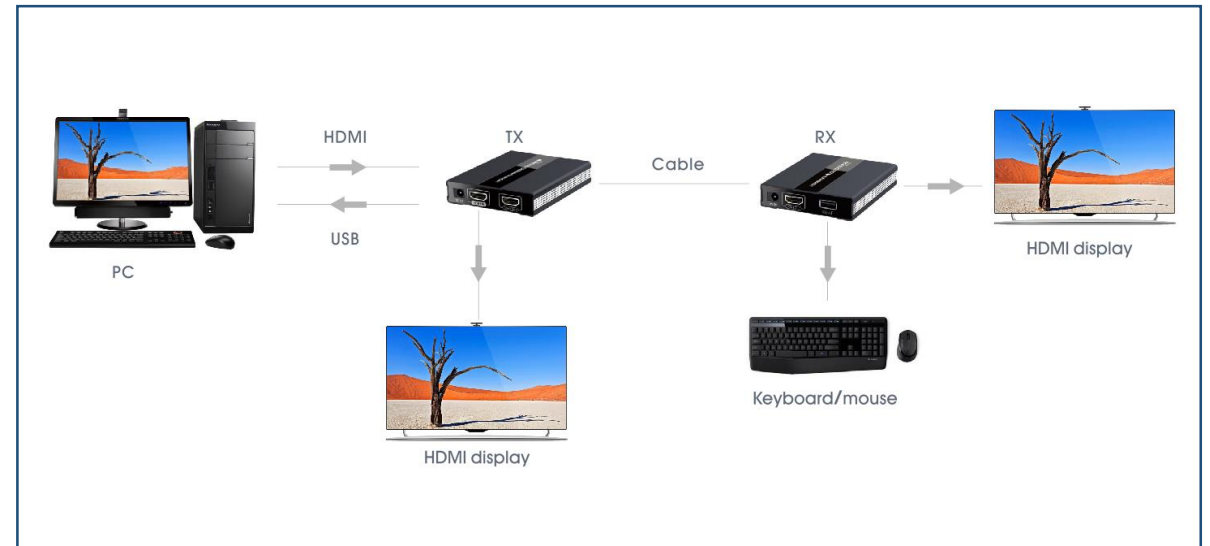 HDMI
TX
RX
Cable
USB
PC
HDMI display
HDMI display
Keyboard/mouse